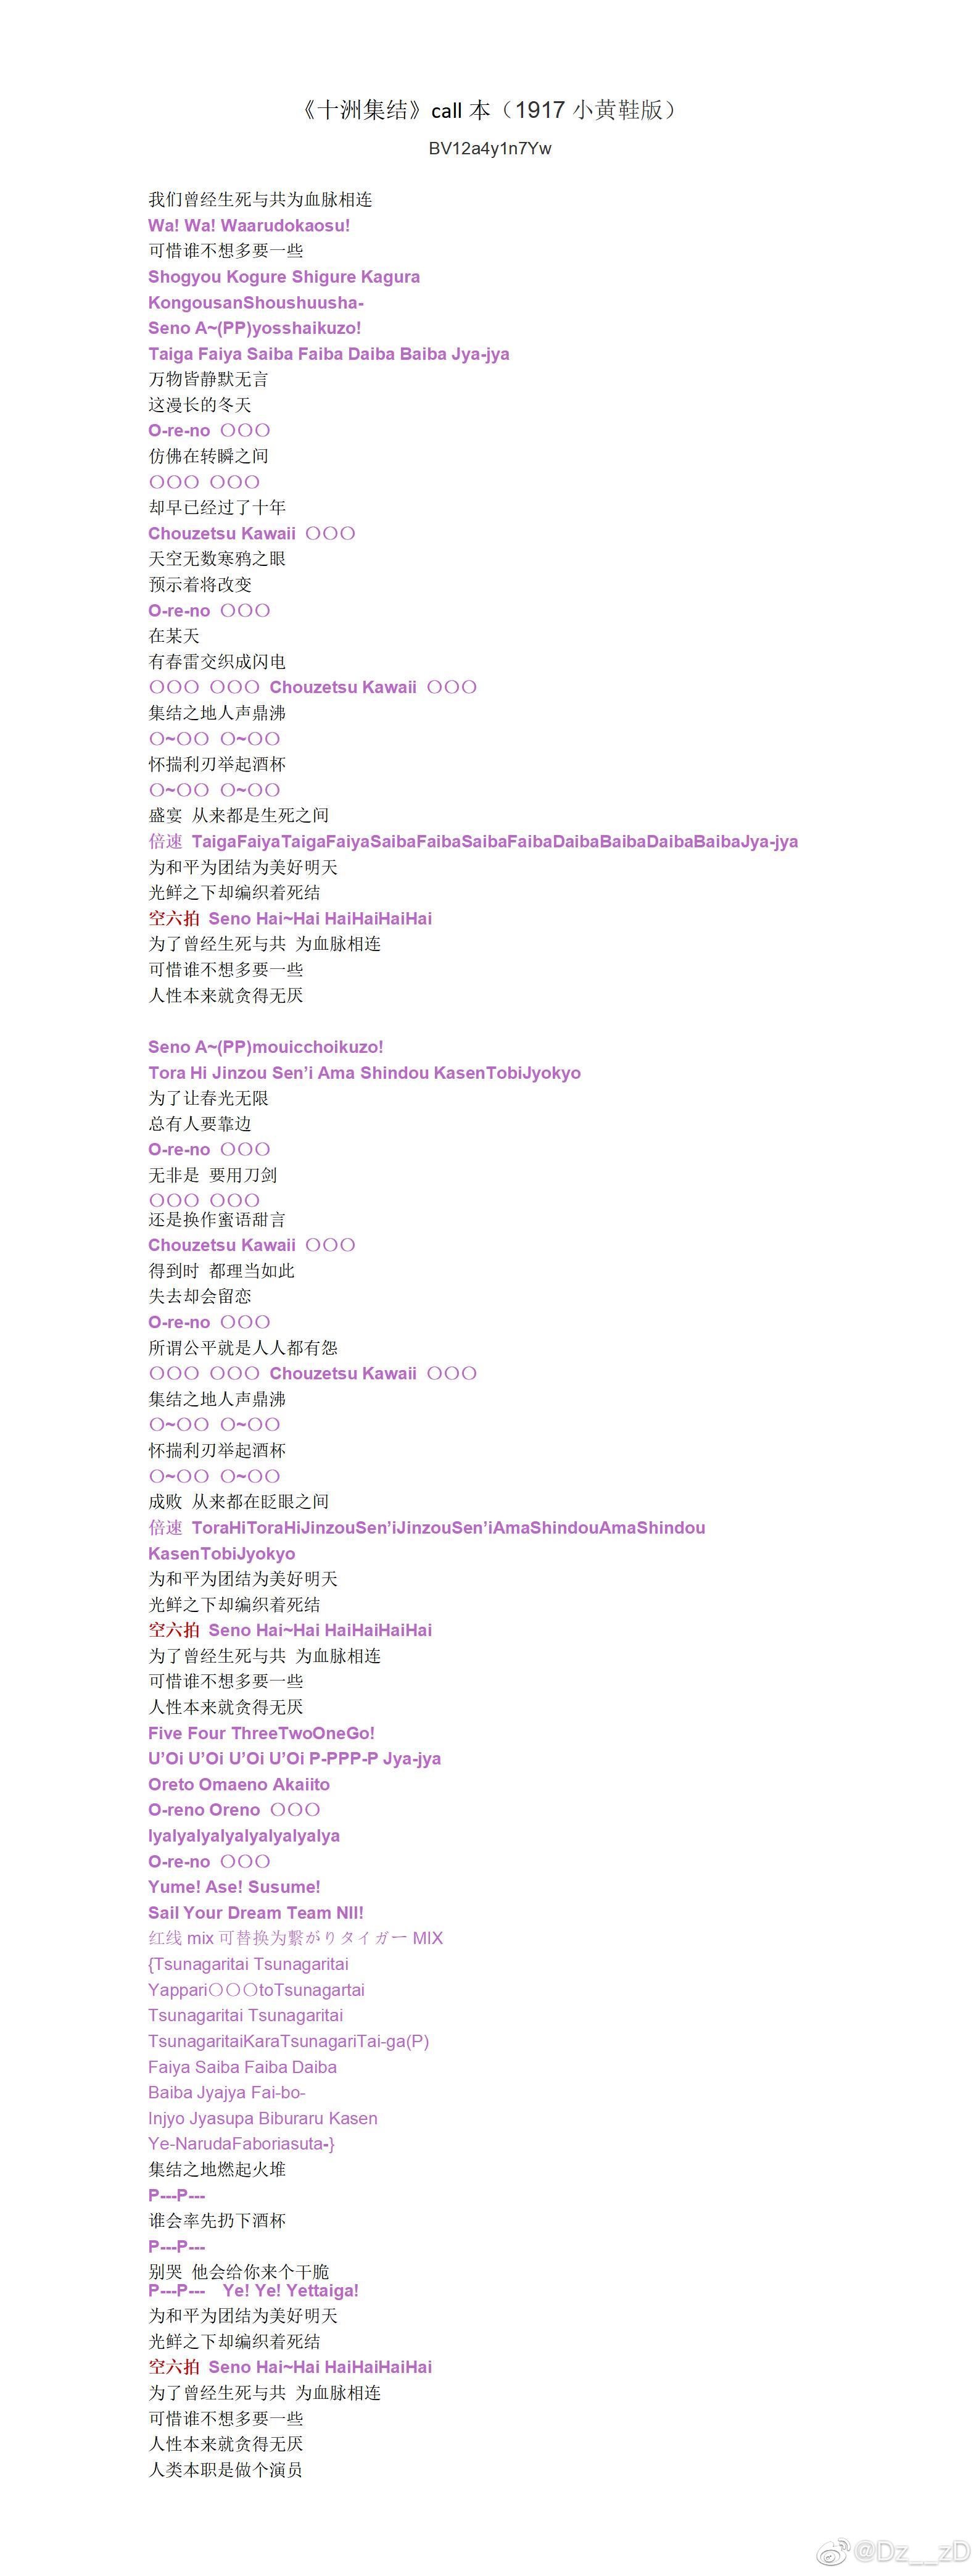 《十洲集结》call 本（1917 小黄鞋版）
BV12a4y1n7Yw
我们曾经生死与共为血脉相连
Wa! Wa! Waarudokaosu!
可惜谁不想多要一些
Shogyou Kogure Shigure Kagura
KongousanShoushuusha-
Seno A~(PP)yosshaikuzo!
Taiga Faiya Saiba Faiba Daiba Baiba Jya-jya
万物皆静默无言
这漫长的冬天
O-re-no 〇〇〇
仿佛在转瞬之间
〇〇〇 〇〇〇
却早已经过了十年
Chouzetsu Kawaii 〇〇〇
天空无数寒鸦之眼
预示着将改变
O-re-no 〇〇〇
在某天
有春雷交织成闪电
〇〇〇 〇〇〇 Chouzetsu Kawaii 〇〇〇
集结之地人声鼎沸
〇~〇〇 〇~〇〇
怀揣利刃举起酒杯
〇~〇〇 〇~〇〇
盛宴 从来都是生死之间
倍速 TaigaFaiyaTaigaFaiyaSaibaFaibaSaibaFaibaDaibaBaibaDaibaBaibaJya-jya
为和平为团结为美好明天
光鲜之下却编织着死结
空六拍 Seno Hai~Hai HaiHaiHaiHai
为了曾经生死与共 为血脉相连
可惜谁不想多要一些
人性本来就贪得无厌
Seno A~(PP)mouicchoikuzo!
Tora Hi Jinzou Sen’i Ama Shindou KasenTobiJyokyo
为了让春光无限
总有人要靠边
O-re-no 〇〇〇
无非是 要用刀剑
〇〇〇 〇〇〇
还是换作蜜语甜言
Chouzetsu Kawaii 〇〇〇
得到时 都理当如此
失去却会留恋
O-re-no 〇〇〇
所谓公平就是人人都有怨
〇〇〇 〇〇〇 Chouzetsu Kawaii 〇〇〇
集结之地人声鼎沸
〇~〇〇 〇~〇〇
怀揣利刃举起酒杯
〇~〇〇 〇~〇〇
成败 从来都在眨眼之间
倍速 ToraHiToraHiJinzouSen’iJinzouSen’iAmaShindouAmaShindou
KasenTobiJyokyo
为和平为团结为美好明天
光鲜之下却编织着死结
空六拍 Seno Hai~Hai HaiHaiHaiHai
为了曾经生死与共 为血脉相连
可惜谁不想多要一些
人性本来就贪得无厌
Five Four ThreeTwoOneGo!
U’Oi U’Oi U’Oi U’Oi P-PPP-P Jya-jya
Oreto Omaeno Akaiito
O-reno Oreno 〇〇〇
IyaIyaIyaIyaIyaIyaIyaIya
O-re-no 〇〇〇
Yume! Ase! Susume!
Sail Your Dream Team NII!
红线 mix 可替换为繋がりタイガー MIX
{Tsunagaritai Tsunagaritai
Yappari〇〇〇toTsunagartai
Tsunagaritai Tsunagaritai
TsunagaritaiKaraTsunagariTai-ga(P)
Faiya Saiba Faiba Daiba
Baiba Jyajya Fai-bo-
Injyo Jyasupa Biburaru Kasen
Ye-NarudaFaboriasuta-}
集结之地燃起火堆
P---P---
谁会率先扔下酒杯
P---P---
别哭 他会给你来个干脆
P---P--- Ye! Ye! Yettaiga!
为和平为团结为美好明天
光鲜之下却编织着死结
空六拍 Seno Hai~Hai HaiHaiHaiHai
为了曾经生死与共 为血脉相连
可惜谁不想多要一些
人性本来就贪得无厌
人类本职是做个演员
@Dz__zD